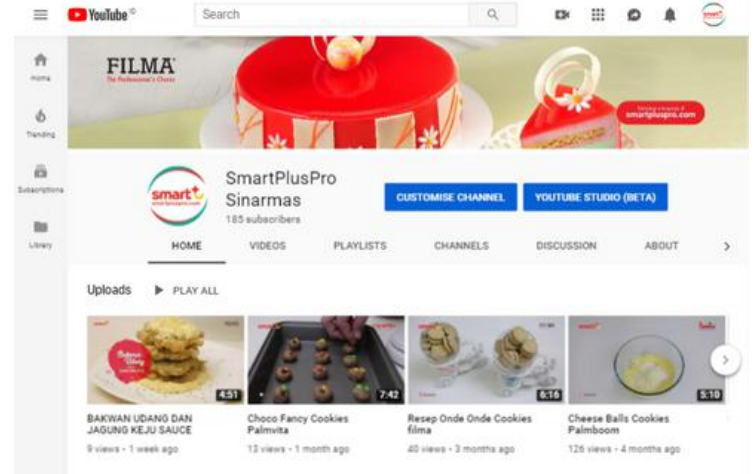 YouTube
Search
Home
Trending
Subscriptions
Library
FILMA
The Professional's Choice
smartpluspro.com
smart
SmartPlusPro
Sinarmas
185 subscribers
CUSTOMISE CHANNEL
YOUTUBE STUDIO (BETA)
HOME
VIDEOS
PLAYLISTS
CHANNELS
DISCUSSION
ABOUT
Uploads
PLAY ALL
4:51
7:42
6:16
5:10
BAKWAN UDANG DAN
JAGUNG KEJU SAUCE
9 views - 1 week ago
Choco Fancy Cookies
Palmvita
13 views - 1 month ago
Resep Onde Onde Cookies
filma
40 views - 3 months ago
Cheese Balls Cookies
Palmboom
126 views - 4 months ago